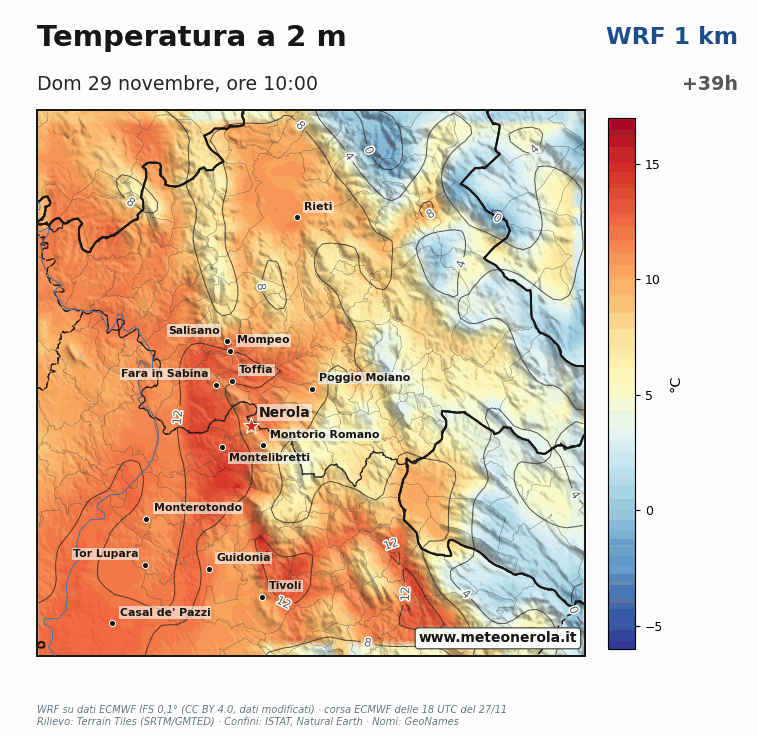 Temperatura a 2 m
WRF 1 km
Dom 29 novembre, ore 10:00
+39h
8
0
4
4
8
Rieti
8
0
4
8
15
10
5
0
−5
°C
Salisano
Mompeo
Fara in Sabina
Toffia
Poggio Moiano
12
Nerola
Montorio Romano
Montelibretti
4
Monterotondo
12
Tor Lupara
Guidonia
Tivoli
12
12
4
0
Casal de' Pazzi
8
www.meteonerola.it
WRF su dati ECMWF IFS 0,1° (CC BY 4.0, dati modificati) · corsa ECMWF delle 18 UTC del 27/11
Rilievo: Terrain Tiles (SRTM/GMTED) · Confini: ISTAT, Natural Earth · Nomi: GeoNames